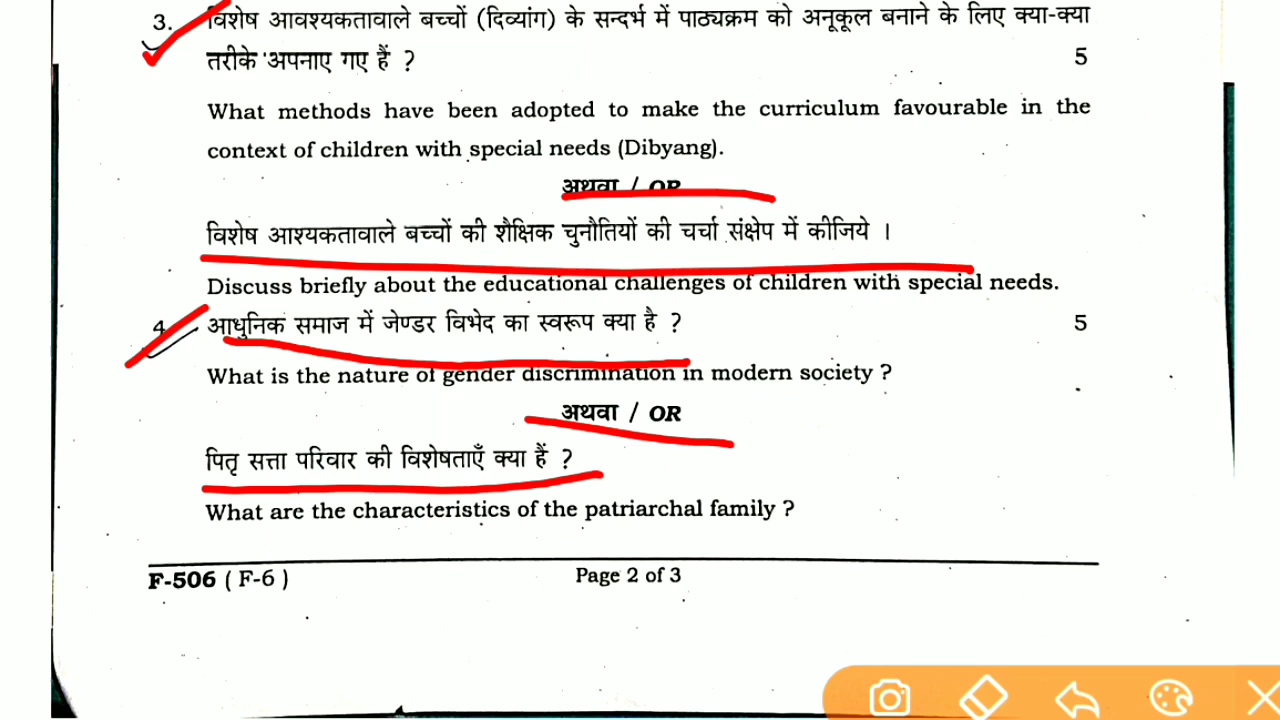 3. विशेष आवश्यकतावाले बच्चों (दिव्यांग) के सन्दर्भ में पाठ्यक्रम को अनूकूल बनाने के लिए क्या-क्या
तरीके अपनाए गए हैं ? 5
What methods have been adopted to make the curriculum favourable in the
context of children with special needs (Dibyang).
अथवा / OR
विशेष आश्यकतावाले बच्चों की शैक्षिक चुनौतियों की चर्चा संक्षेप में कीजिये ।
Discuss briefly about the educational challenges of children with special needs.
4. आधुनिक समाज में जेण्डर विभेद का स्वरूप क्या है ? 5
What is the nature of gender discrimination in modern society ?
अथवा / OR
पितृ सत्ता परिवार की विशेषताएँ क्या हैं ?
What are the characteristics of the patriarchal family ?
F-506 ( F-6 ) Page 2 of 3